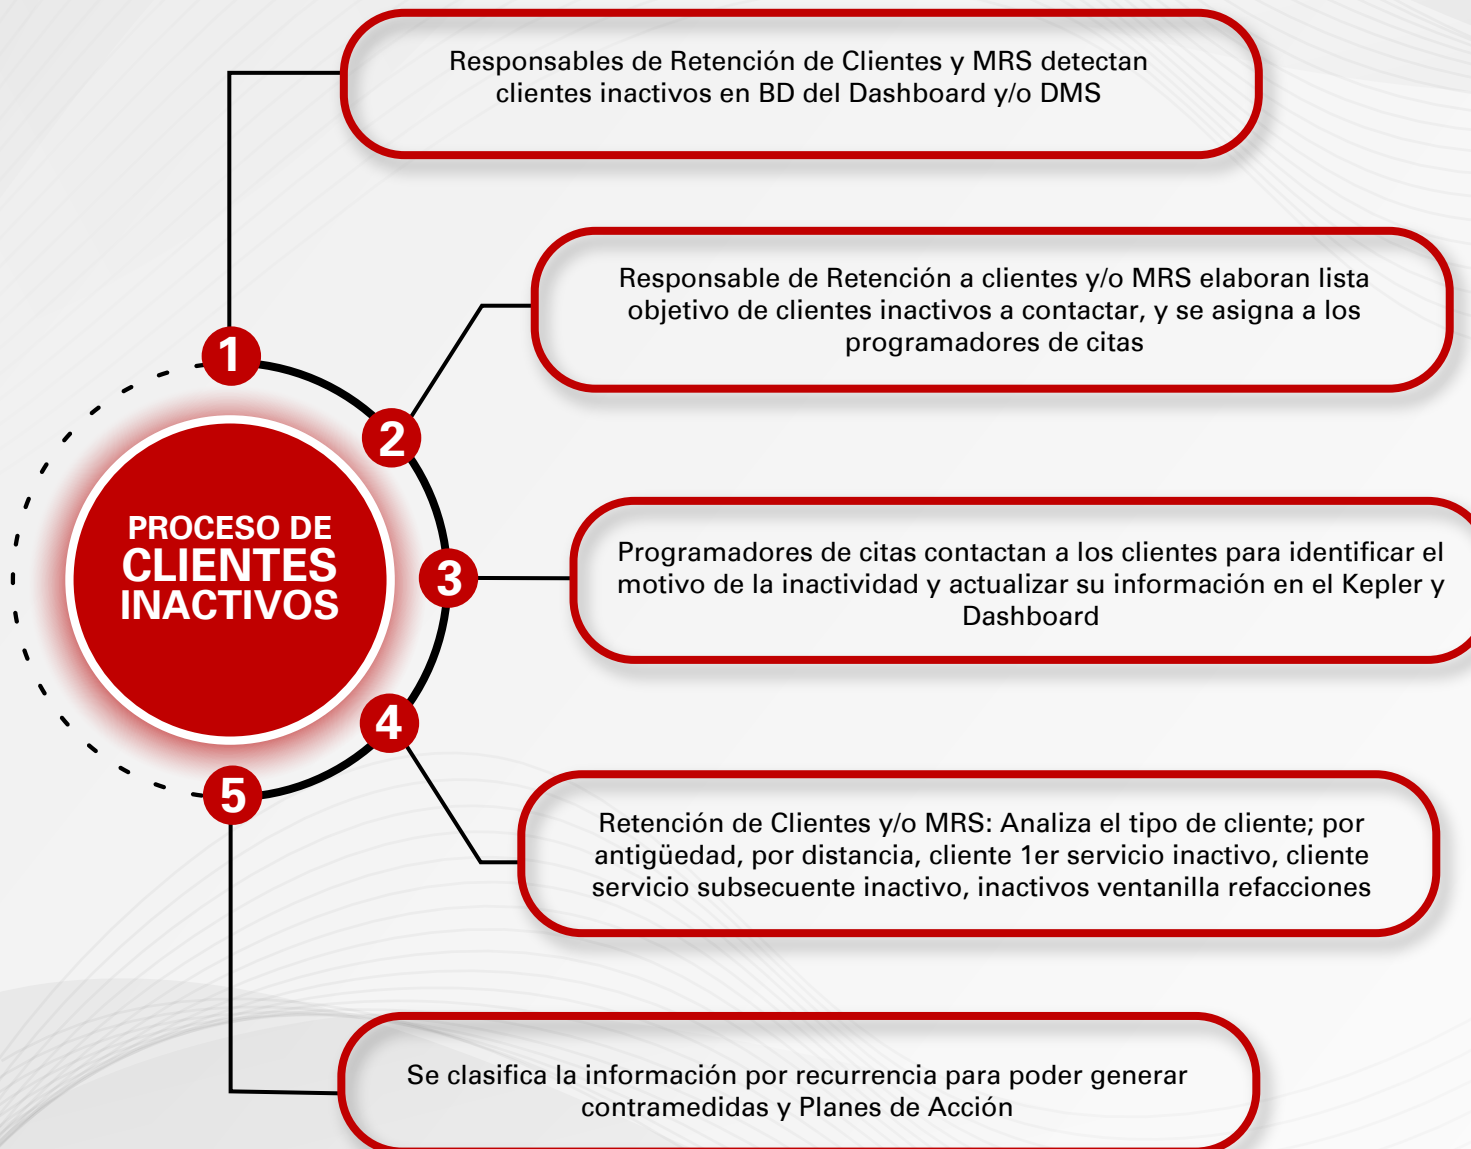 Responsables de Retención de Clientes y MRS detectan
clientes inactivos en BD del Dashboard y/o DMS
Responsable de Retención a clientes y/o MRS elaboran lista
objetivo de clientes inactivos a contactar, y se asigna a los
programadores de citas
1
2
PROCESO DE
CLIENTES
INACTIVOS
3
Programadores de citas contactan a los clientes para identificar el
motivo de la inactividad y actualizar su información en el Kepler y
Dashboard
4
5
Retención de Clientes y/o MRS: Analiza el tipo de cliente; por
antigüedad, por distancia, cliente 1er servicio inactivo, cliente
servicio subsecuente inactivo, inactivos ventanilla refacciones
Se clasifica la información por recurrencia para poder generar
contramedidas y Planes de Acción